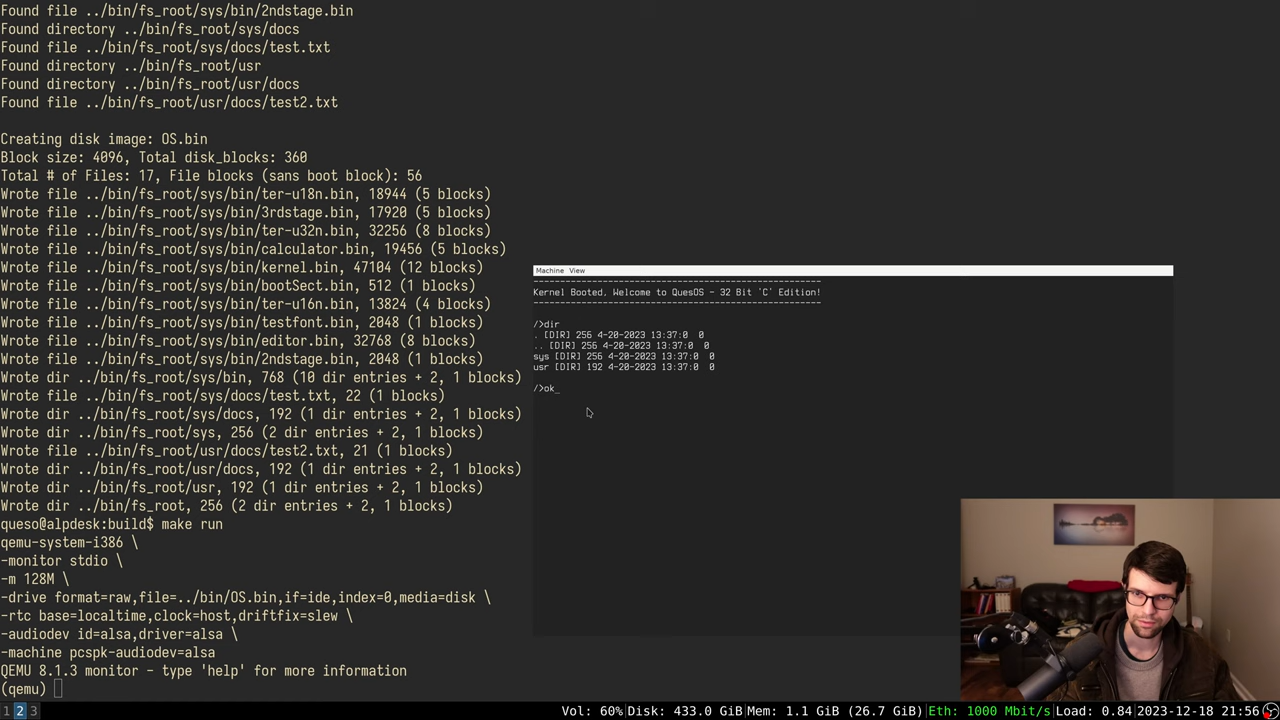 Found file ../bin/fs_root/sys/bin/2ndstage.bin
Found directory ../bin/fs_root/sys/docs
Found file ../bin/fs_root/sys/docs/test.txt
Found directory ../bin/fs_root/usr
Found directory ../bin/fs_root/usr/docs
Found file ../bin/fs_root/usr/docs/test2.txt
Creating disk image: OS.bin
Block size: 4096, Total disk_blocks: 360
Total # of Files: 17, File blocks (sans boot block): 56
Wrote file ../bin/fs_root/sys/bin/ter-u18n.bin, 18944 (5 blocks)
Wrote file ../bin/fs_root/sys/bin/3rdstage.bin, 17920 (5 blocks)
Wrote file ../bin/fs_root/sys/bin/ter-u32n.bin, 32256 (8 blocks)
Wrote file ../bin/fs_root/sys/bin/calculator.bin, 19456 (5 blocks)
Wrote file ../bin/fs_root/sys/bin/kernel.bin, 47104 (12 blocks)
Wrote file ../bin/fs_root/sys/bin/bootSect.bin, 512 (1 blocks)
Wrote file ../bin/fs_root/sys/bin/ter-u16n.bin, 13824 (4 blocks)
Wrote file ../bin/fs_root/sys/bin/testfont.bin, 2048 (1 blocks)
Wrote file ../bin/fs_root/sys/bin/editor.bin, 32768 (8 blocks)
Wrote file ../bin/fs_root/sys/bin/2ndstage.bin, 2048 (1 blocks)
Wrote dir ../bin/fs_root/sys/bin, 768 (10 dir entries + 2, 1 blocks)
Wrote file ../bin/fs_root/sys/docs/test.txt, 22 (1 blocks)
Wrote dir ../bin/fs_root/sys/docs, 192 (1 dir entries + 2, 1 blocks)
Wrote dir ../bin/fs_root/sys, 256 (2 dir entries + 2, 1 blocks)
Wrote file ../bin/fs_root/usr/docs/test2.txt, 21 (1 blocks)
Wrote dir ../bin/fs_root/usr/docs, 192 (1 dir entries + 2, 1 blocks)
Wrote dir ../bin/fs_root/usr, 192 (1 dir entries + 2, 1 blocks)
Wrote dir ../bin/fs_root, 256 (2 dir entries + 2, 1 blocks)
queso@alpdesk:build$ make run
qemu-system-i386 \
-monitor stdio \
-m 128M \
-drive format=raw,file=../bin/OS.bin,if=ide,index=0,media=disk \
-rtc base=localtime,clock=host,driftfix=slew \
-audiodev id=alsa,driver=alsa \
-machine pcspk-audiodev=alsa
QEMU 8.1.3 monitor - type 'help' for more information
(qemu)
Machine View
------------------------------------------------------
Kernel Booted, Welcome to QuesOS - 32 Bit 'C' Edition!
------------------------------------------------------
/>dir
. [DIR] 256 4-20-2023 13:37:0 0
.. [DIR] 256 4-20-2023 13:37:0 0
sys [DIR] 256 4-20-2023 13:37:0 0
usr [DIR] 192 4-20-2023 13:37:0 0
/>ok_
1 2 3
Vol: 60%|Disk: 433.0 GiB|Mem: 1.1 GiB (26.7 GiB)|Eth: 1000 Mbit/s|Load: 0.84|2023-12-18 21:56